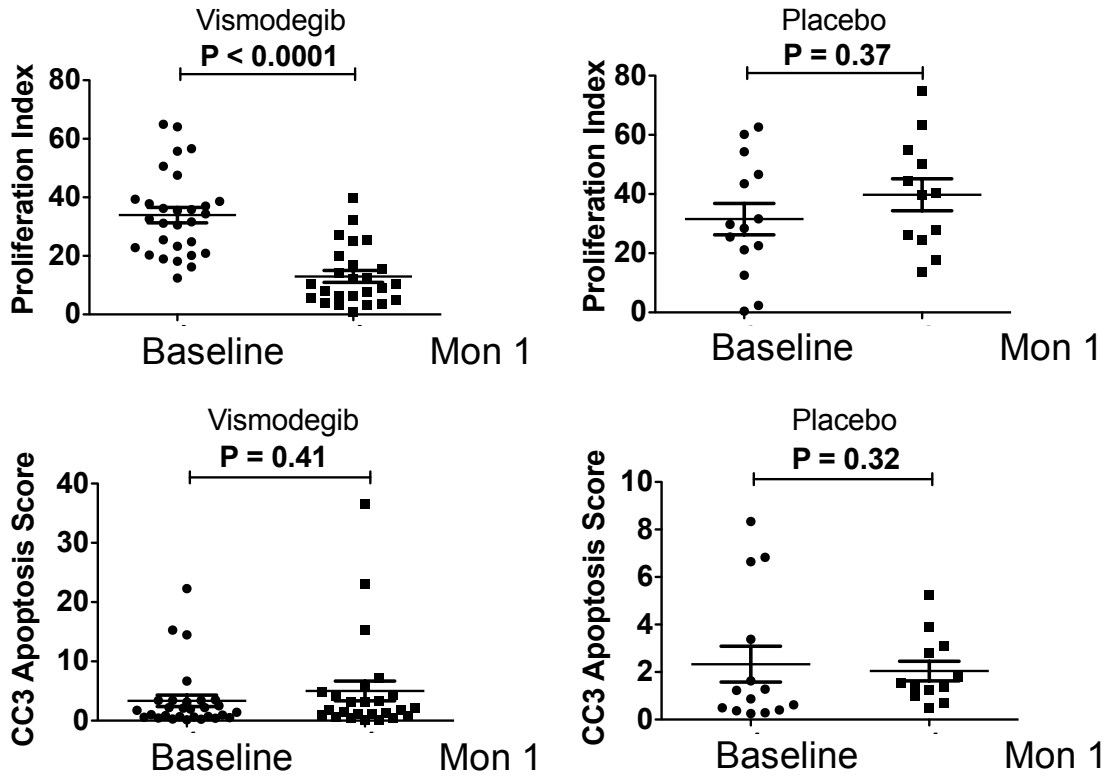 Vismodegib
P < 0.0001
Proliferation Index
80
60
40
20
0
Baseline
Mon 1
Placebo
P = 0.37
Proliferation Index
80
60
40
20
0
Baseline
Mon 1
Vismodegib
P = 0.41
CC3 Apoptosis Score
40
30
20
10
0
Baseline
Mon 1
Placebo
P = 0.32
CC3 Apoptosis Score
10
8
6
4
2
0
Baseline
Mon 1